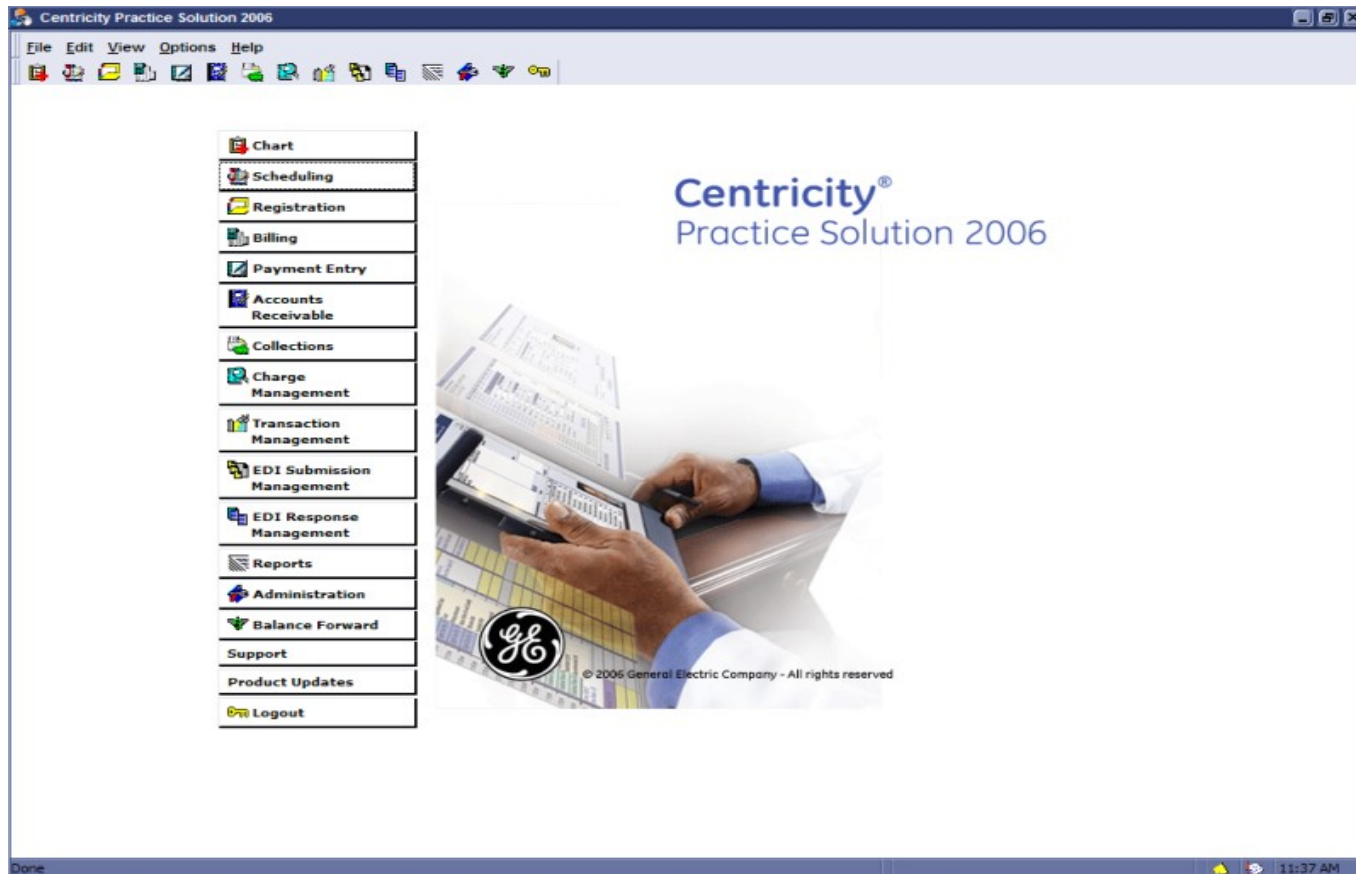 Centricity Practice Solution 2006
File Edit View Options Help
Chart
Scheduling
Registration
Billing
Payment Entry
Accounts
Receivable
Collections
Charge
Management
Transaction
Management
EDI Submission
Management
EDI Response
Management
Reports
Administration
Balance Forward
Support
Product Updates
Logout
Centricity®
Practice Solution 2006
GE
© 2006 General Electric Company - All rights reserved
Done
11:37 AM